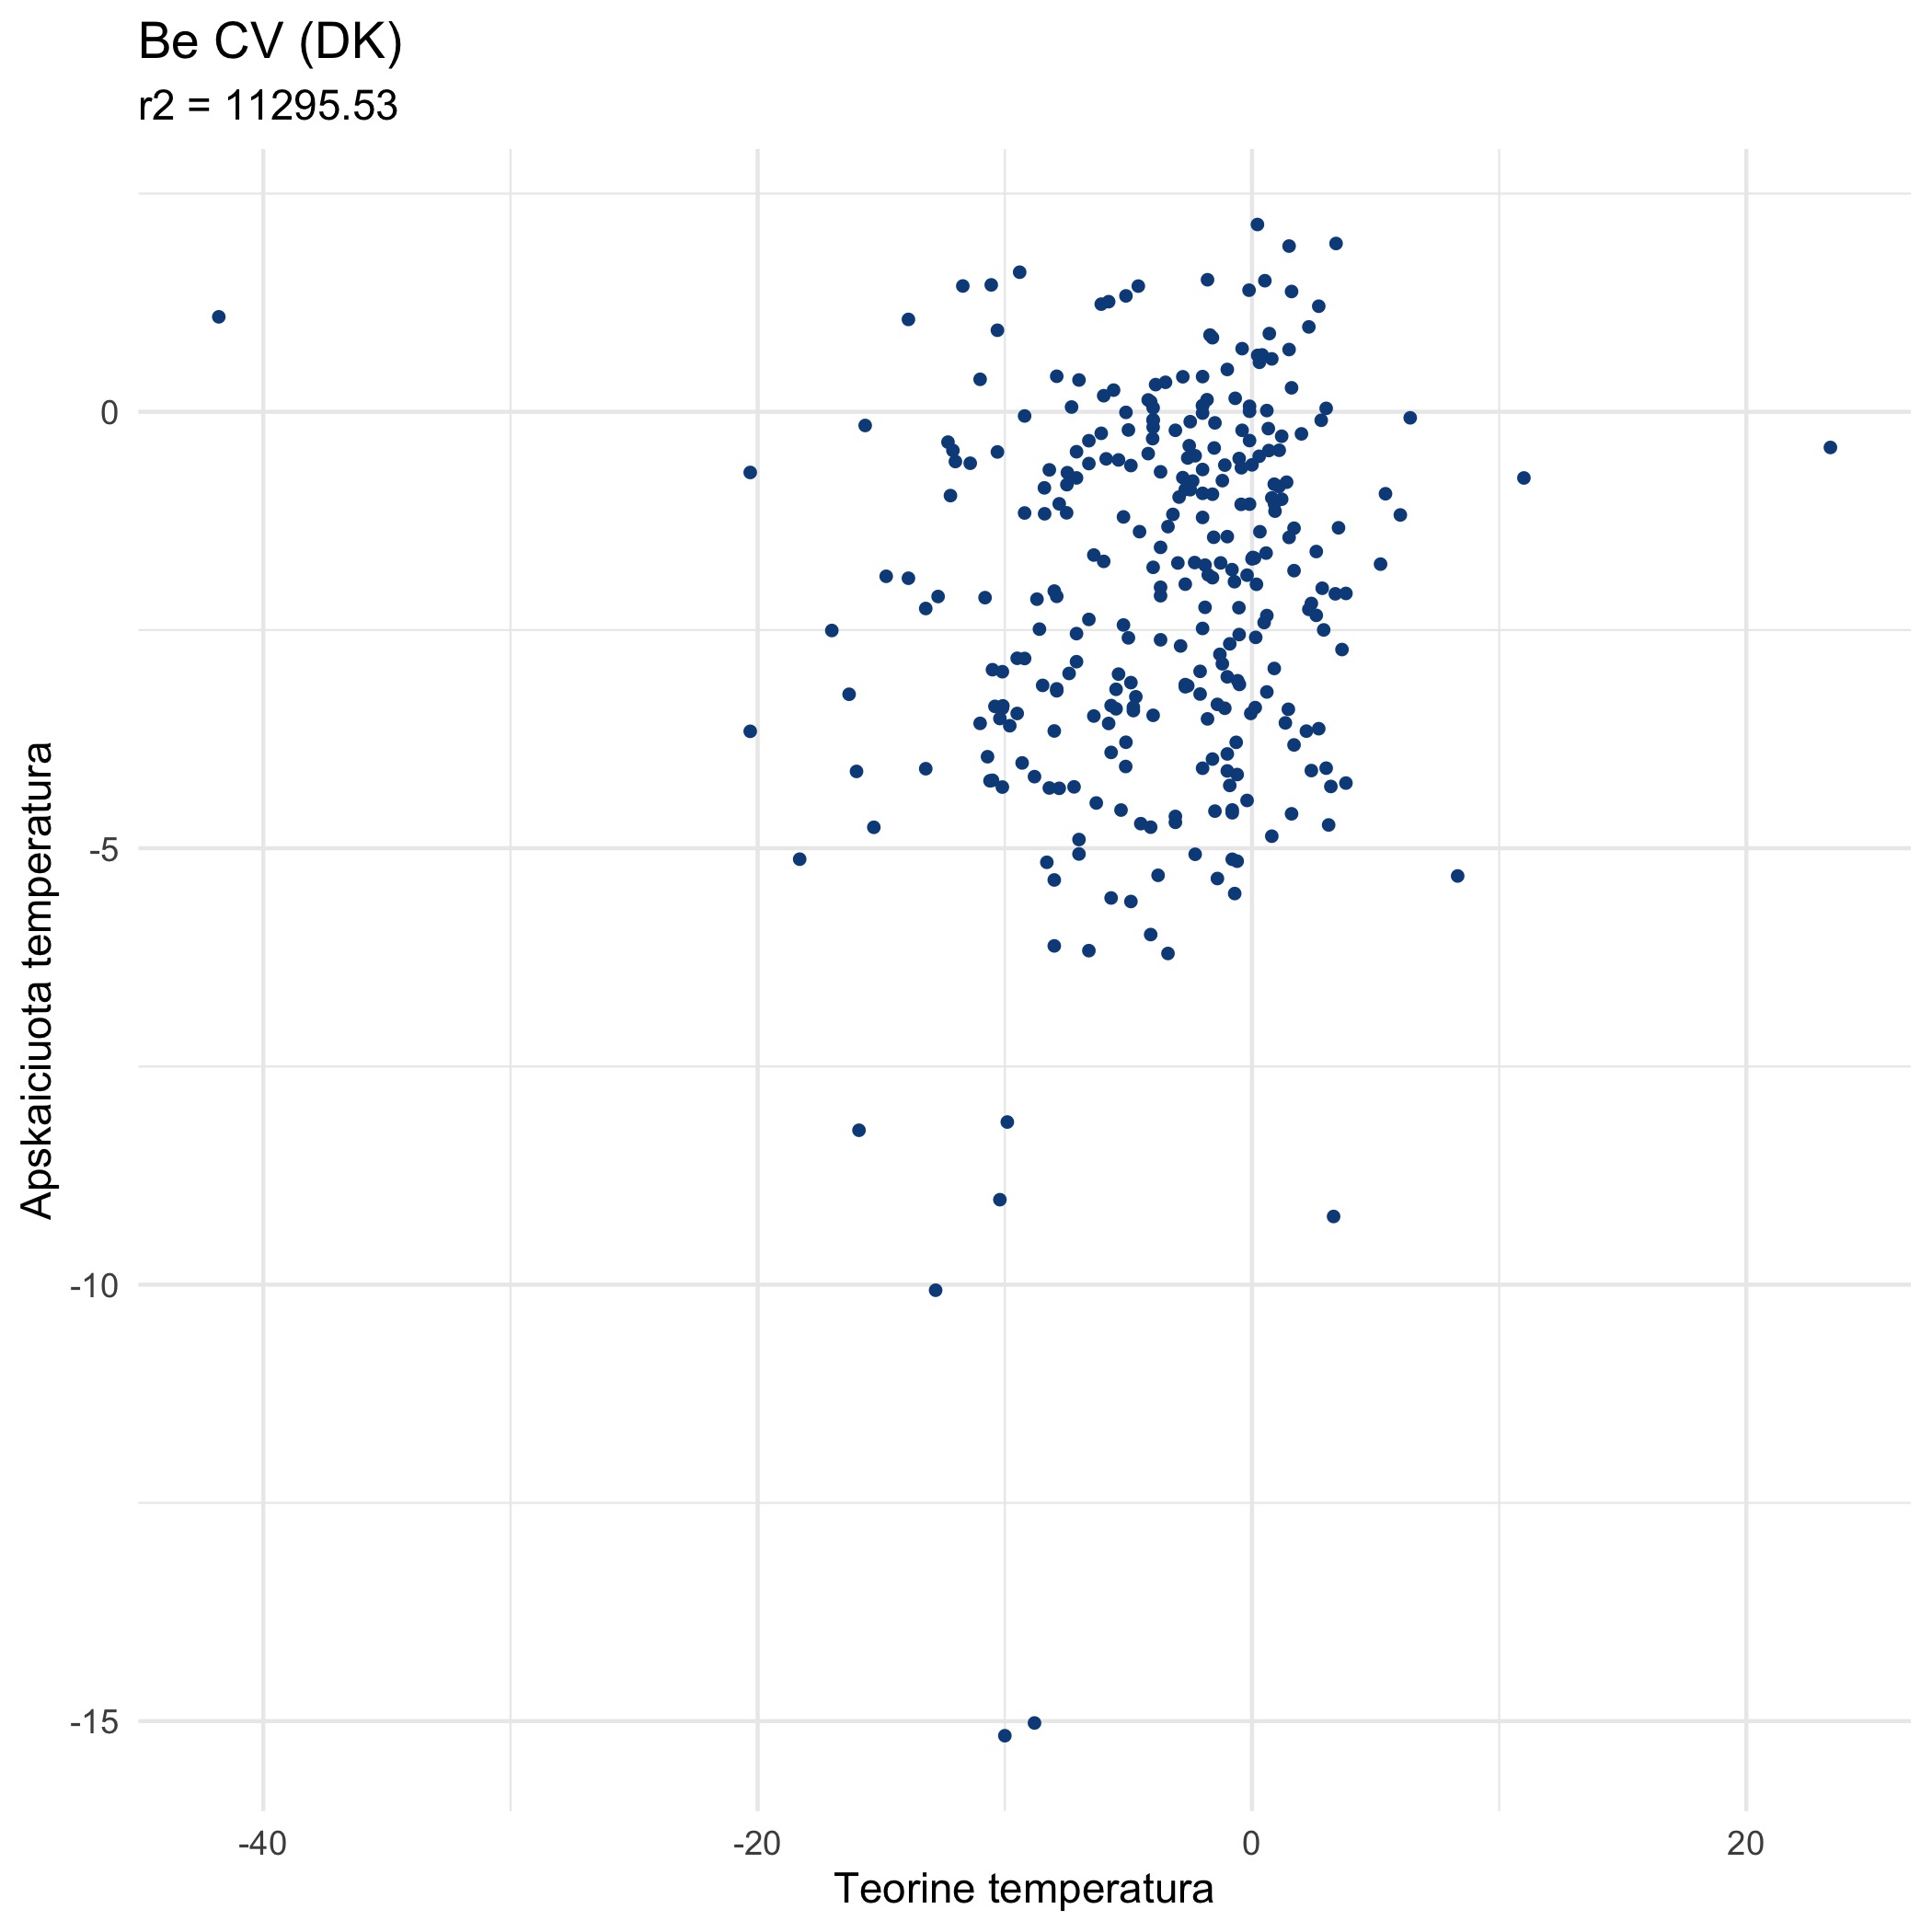 Be CV (DK)
r2 = 11295.53
Apskaiciuota temperatura
0
-5
-10
-15
-40
-20
0
20
Teorine temperatura